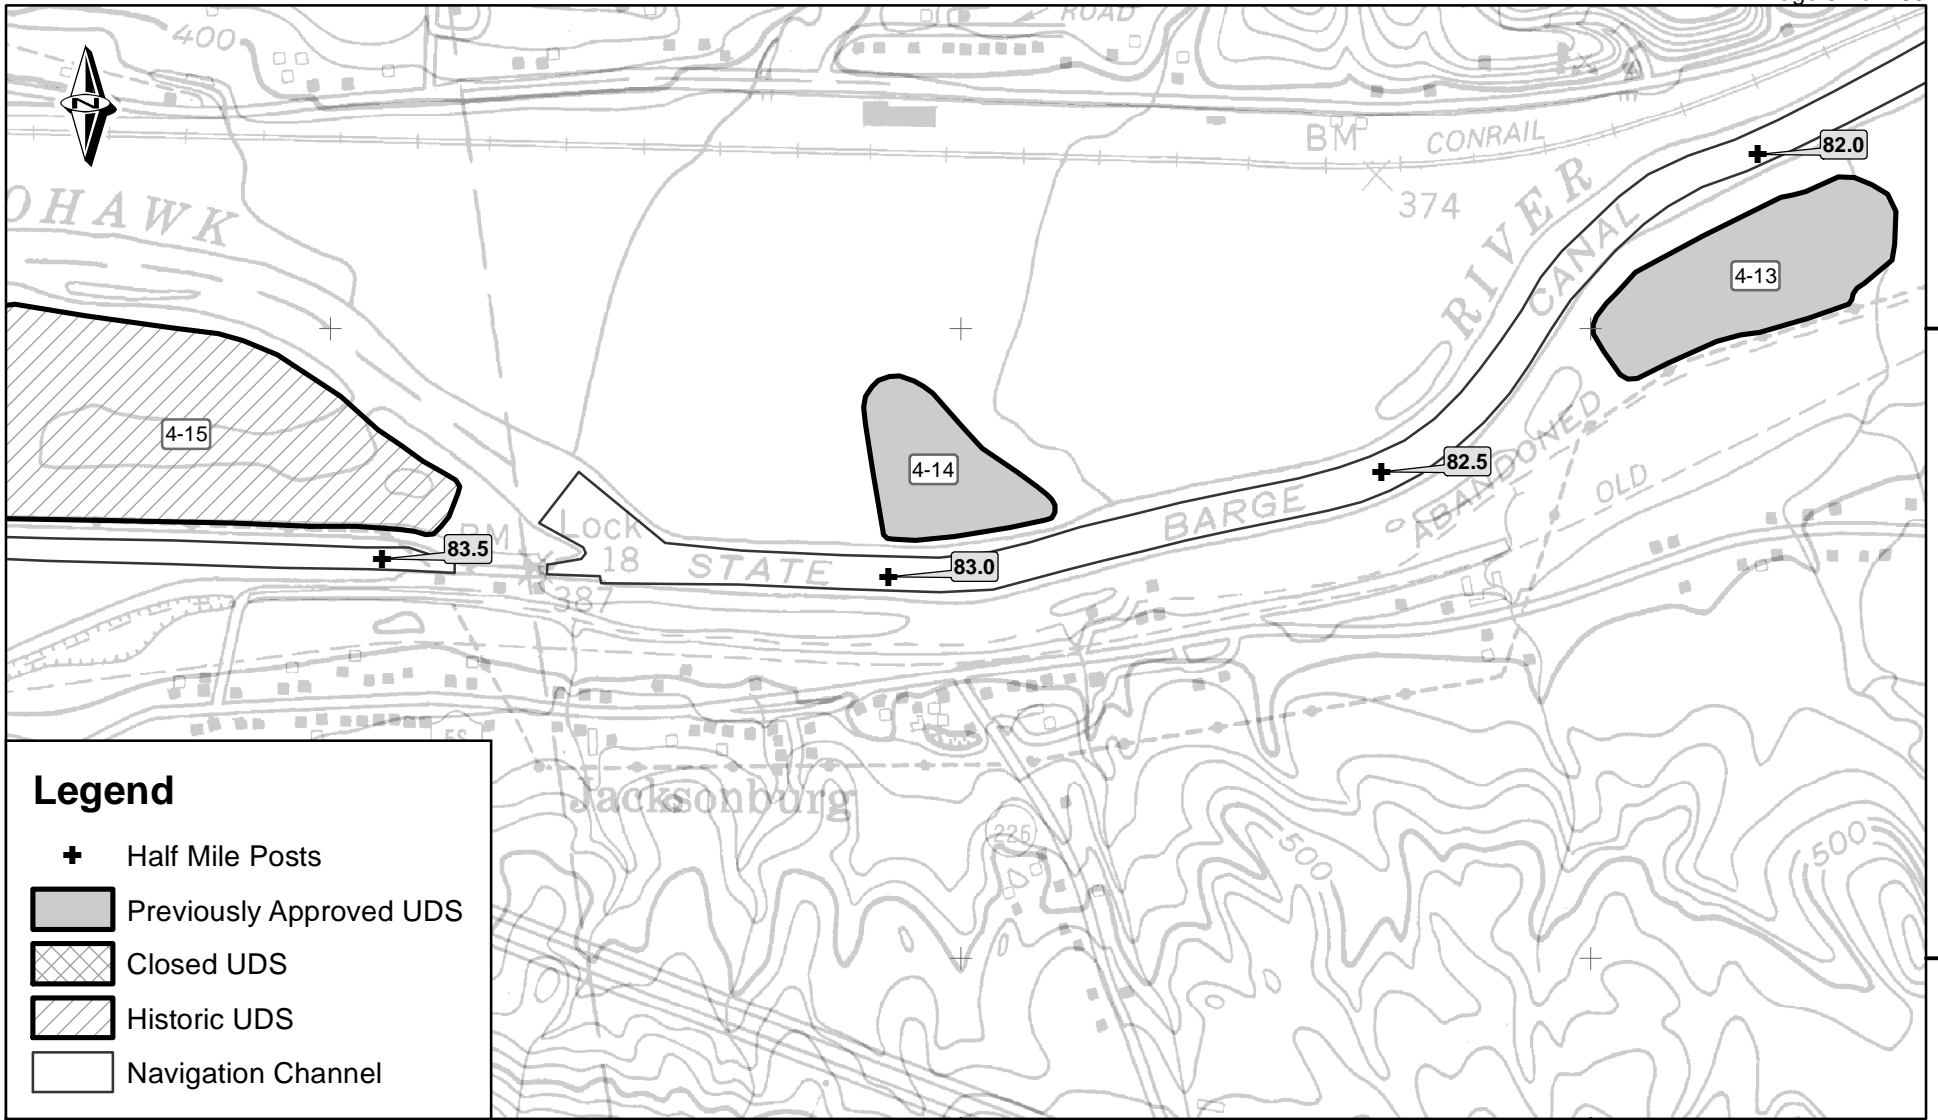 ROAD
400
N
BM
CONRAIL
82.0
374
OHAWK
RIVER
CANAL
4-13
4-15
4-14
82.5
ABANDONED
OLD
BARGE
BM
Lock
18
83.5
STATE
83.0
387
5S
Jacksonburg
226
500
500
Legend
Half Mile Posts
Previously Approved UDS
Closed UDS
Historic UDS
Navigation Channel